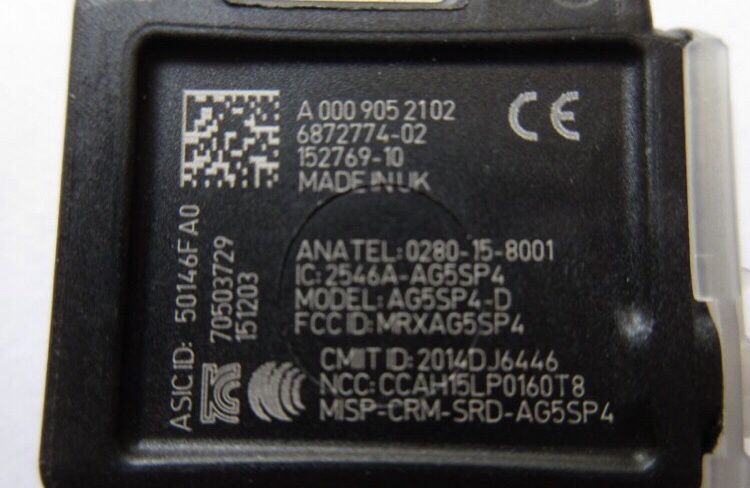 A 000 905 2102
6872774-02
152769-10
MADE IN UK
CE
ANATEL: 0280-15-8001
IC: 2546A-AG5SP4
MODEL: AG5SP4-D
FCC ID: MRXAG5SP4
CMIIT ID: 2014DJ6446
NCC: CCAH15LP0160T8
MISP-CRM-SRD-AG5SP4
ASIC ID: 50146FA0
70503729
151203